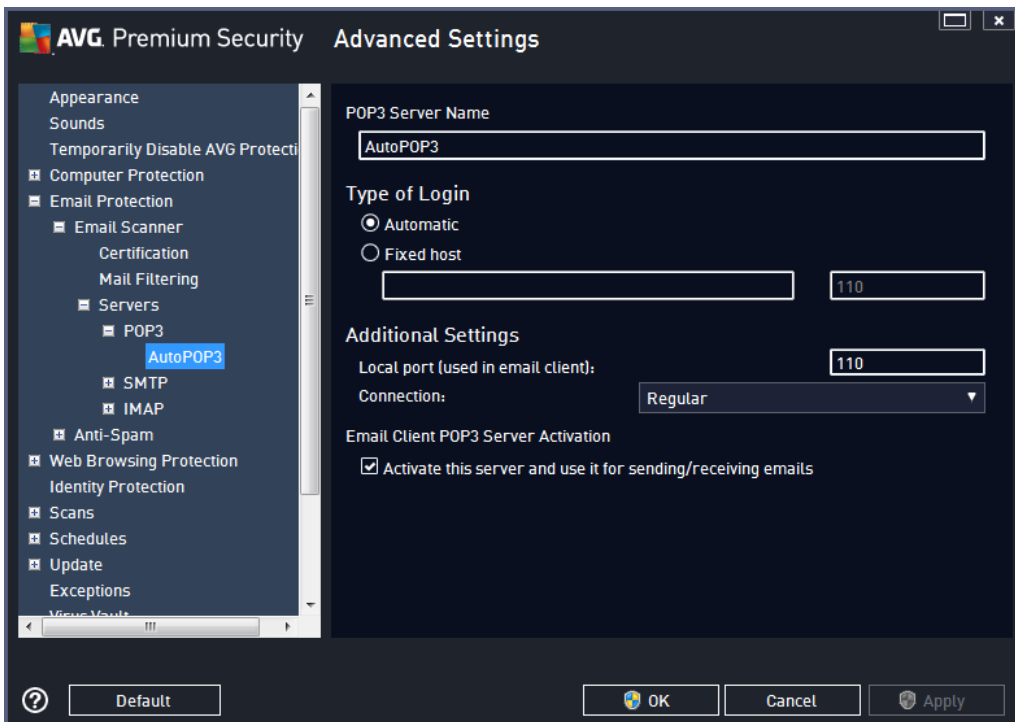 AVG. Premium Security Advanced Settings
Appearance
Sounds
Temporarily Disable AVG Protecti
Computer Protection
Email Protection
Email Scanner
Certification
Mail Filtering
Servers
POP3
AutoPOP3
SMTP
IMAP
Anti-Spam
Web Browsing Protection
Identity Protection
Scans
Schedules
Update
Exceptions
Virus Vault
POP3 Server Name
AutoPOP3
Type of Login
Automatic
Fixed host
110
Additional Settings
Local port (used in email client): 110
Connection: Regular
Email Client POP3 Server Activation
Activate this server and use it for sending/receiving emails
Default OK Cancel Apply